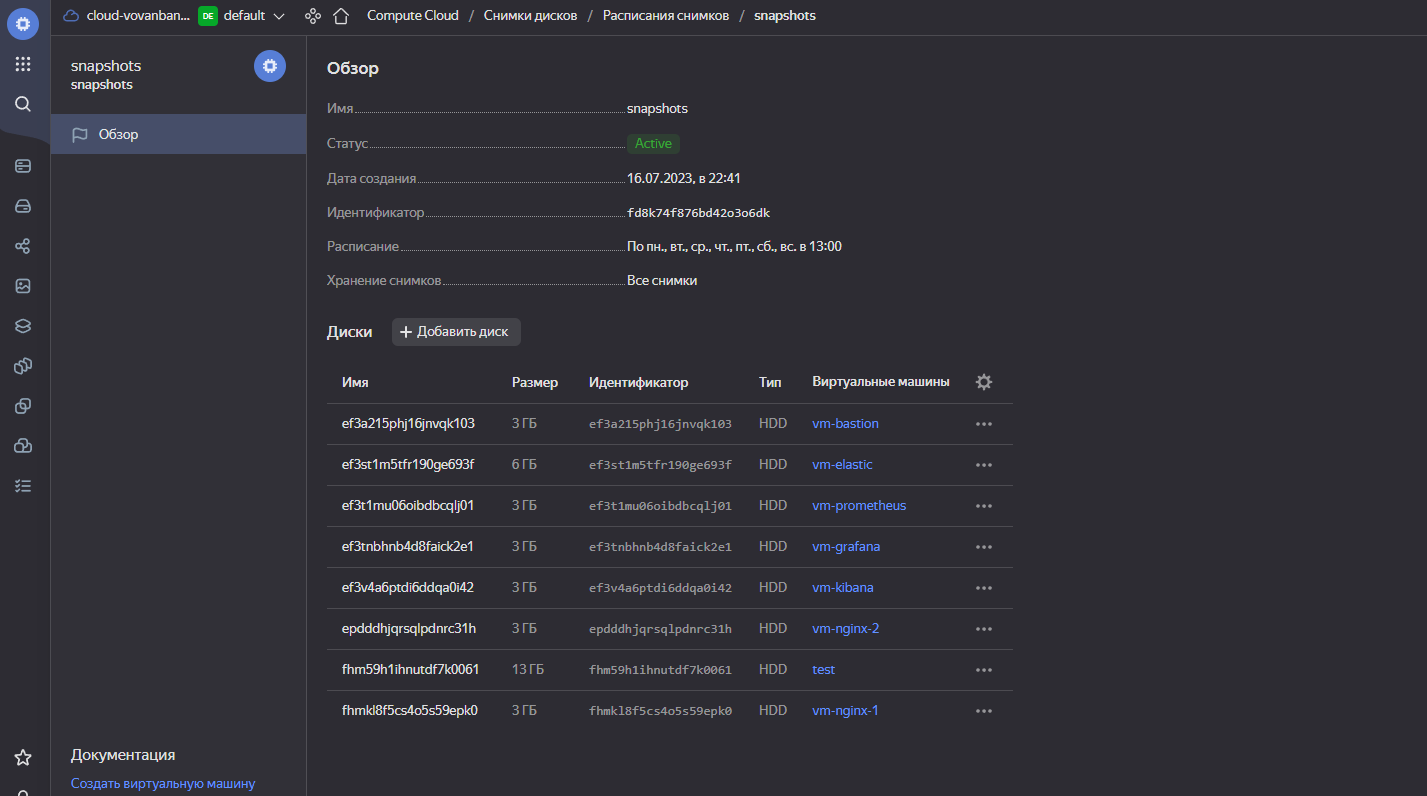 cloud-vovanban... DE default Compute Cloud / Снимки дисков / Расписания снимков / snapshots
snapshots
snapshots
Обзор
Документация
Создать виртуальную машину
Обзор
Имя snapshots
Статус Active
Дата создания 16.07.2023, в 22:41
Идентификатор fd8k74f876bd42o3o6dk
Расписание По пн., вт., ср., чт., пт., сб., вс. в 13:00
Хранение снимков Все снимки
Диски + Добавить диск
Имя Размер Идентификатор Тип Виртуальные машины
ef3a215phj16jnvqk103 3 ГБ ef3a215phj16jnvqk103 HDD vm-bastion
ef3st1m5tfr190ge693f 6 ГБ ef3st1m5tfr190ge693f HDD vm-elastic
ef3t1mu06oibdbcqlj01 3 ГБ ef3t1mu06oibdbcqlj01 HDD vm-prometheus
ef3tnbhnb4d8faick2e1 3 ГБ ef3tnbhnb4d8faick2e1 HDD vm-grafana
ef3v4a6ptdi6ddqa0i42 3 ГБ ef3v4a6ptdi6ddqa0i42 HDD vm-kibana
epdddhjqrsqlpdnrc31h 3 ГБ epdddhjqrsqlpdnrc31h HDD vm-nginx-2
fhm59h1ihnutdf7k0061 13 ГБ fhm59h1ihnutdf7k0061 HDD test
fhmkl8f5cs4o5s59epk0 3 ГБ fhmkl8f5cs4o5s59epk0 HDD vm-nginx-1